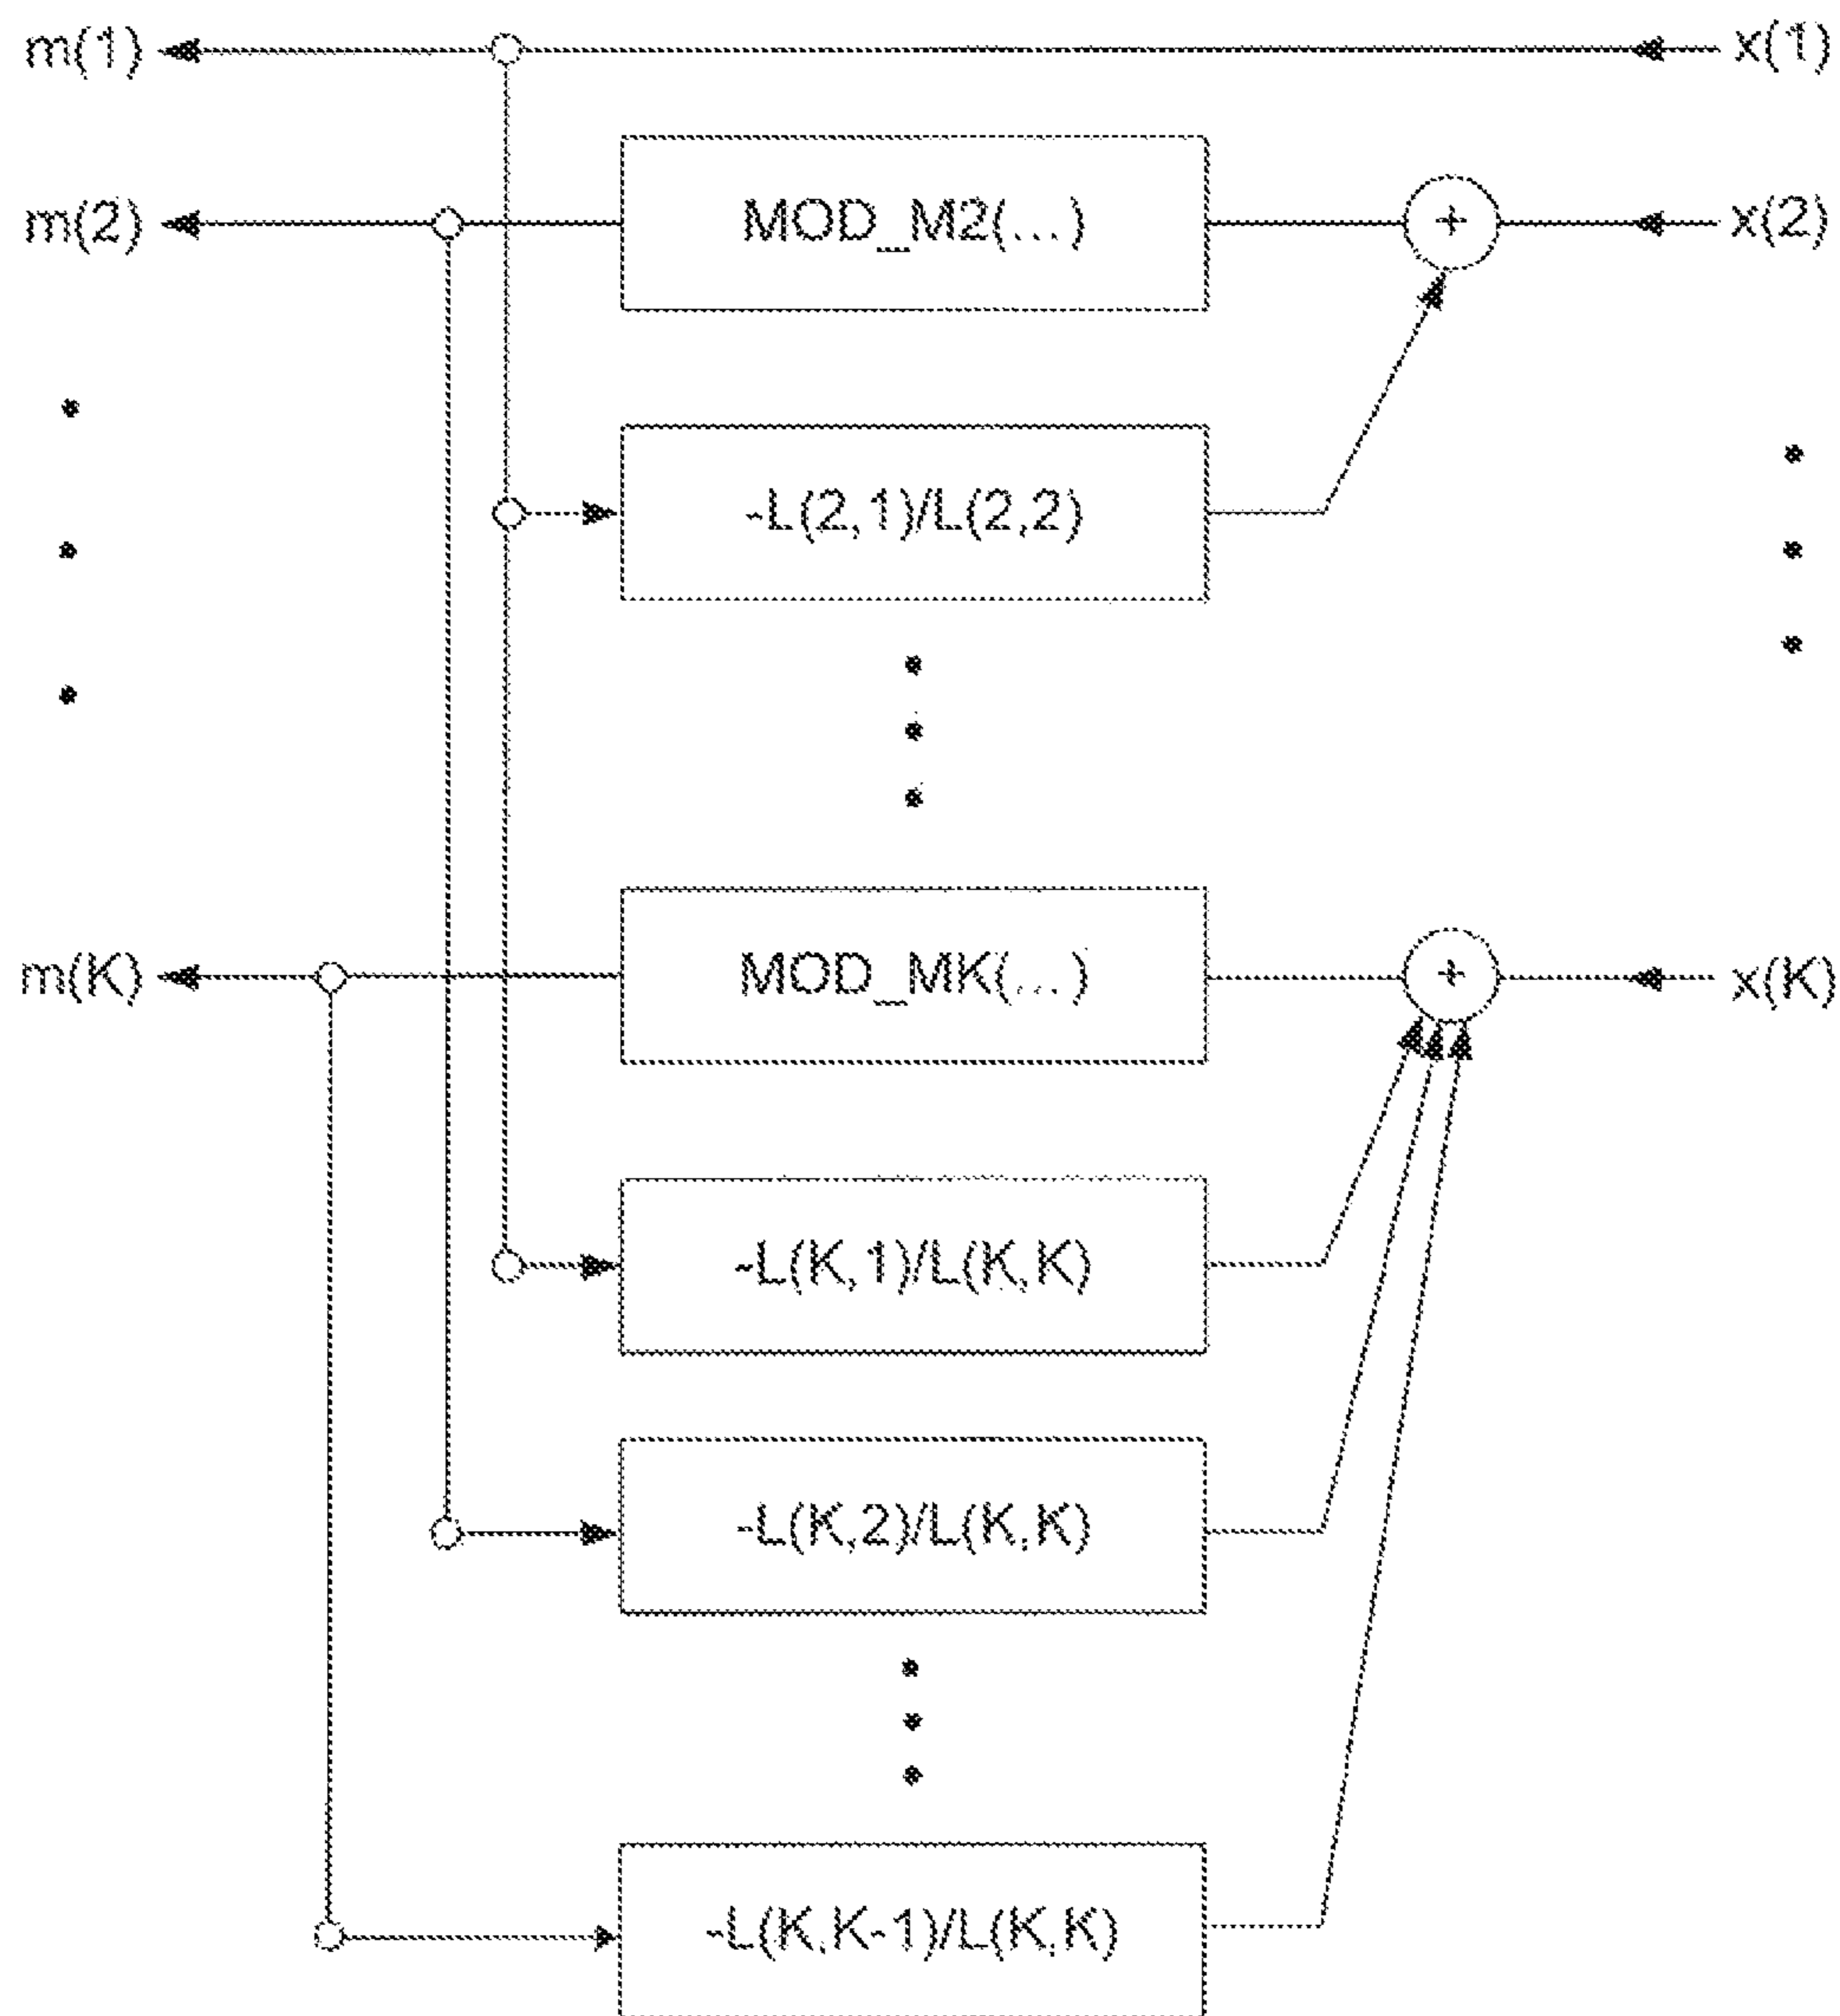 m(1) x(1)
m(2) MOD_M2(...) + x(2)
-L(2,1)/L(2,2)
m(K) MOD_MK(...) + x(K)
-L(K,1)/L(K,K)
-L(K,2)/L(K,K)
-L(K,K-1)/L(K,K)